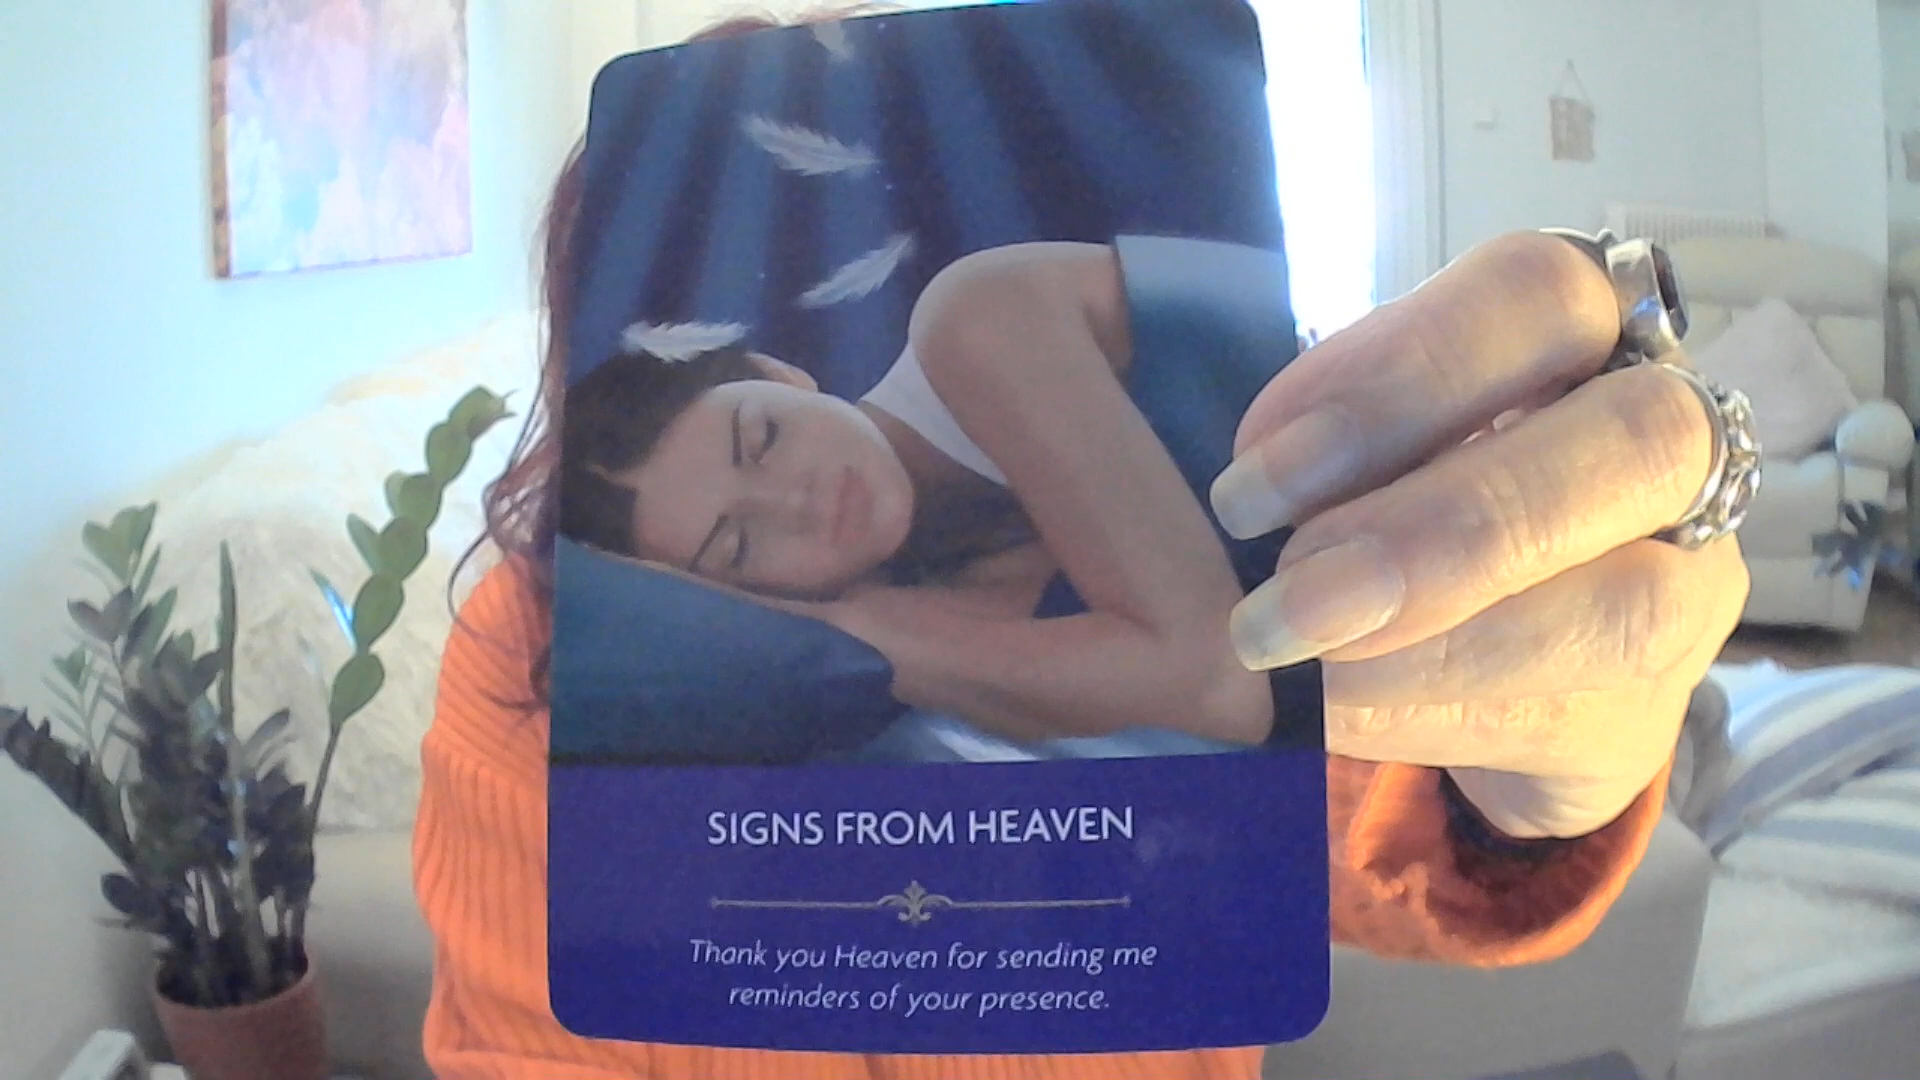 SIGNS FROM HEAVEN
Thank you Heaven for sending me
reminders of your presence.